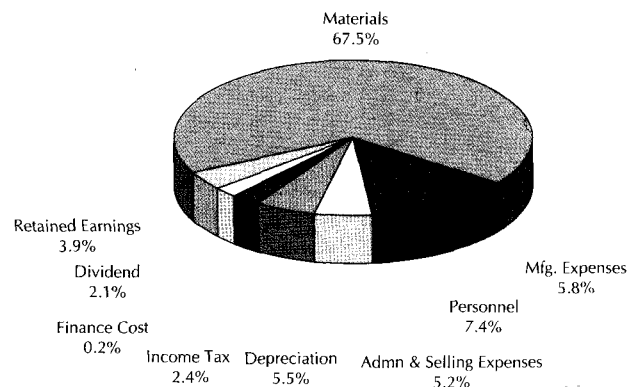 Materials
67.5%
Retained Earnings
3.9%
Dividend
2.1%
Finance Cost
0.2%
Income Tax
2.4%
Depreciation
5.5%
Admn & Selling Expenses
5.2%
Personnel
7.4%
Mfg. Expenses
5.8%